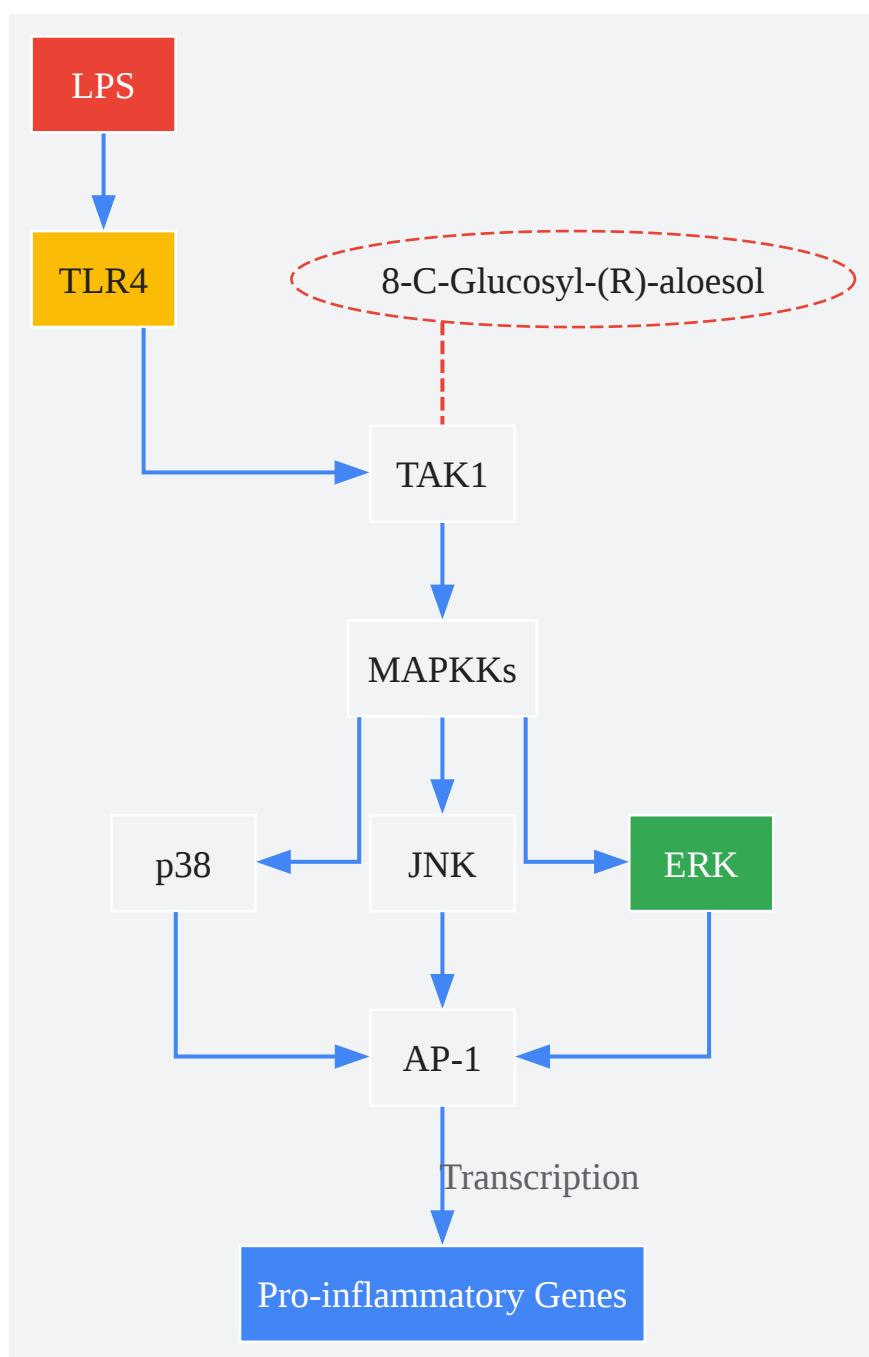 LPS
TLR4
8-C-Glucosyl-(R)-aloesol
TAK1
MAPKKs
p38
JNK
ERK
AP-1
Transcription
Pro-inflammatory Genes